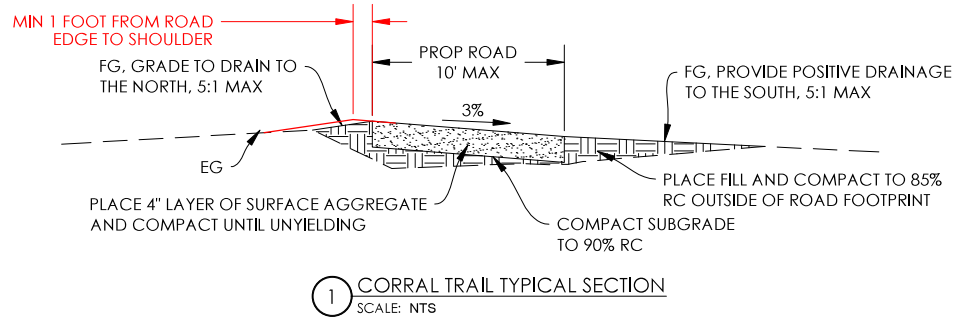 MIN 1 FOOT FROM ROAD
EDGE TO SHOULDER
FG, GRADE TO DRAIN TO
THE NORTH, 5:1 MAX
PROP ROAD
10' MAX
3%
FG, PROVIDE POSITIVE DRAINAGE
TO THE SOUTH, 5:1 MAX
EG
PLACE 4" LAYER OF SURFACE AGGREGATE
AND COMPACT UNTIL UNYIELDING
COMPACT SUBGRADE
TO 90% RC
PLACE FILL AND COMPACT TO 85%
RC OUTSIDE OF ROAD FOOTPRINT
1
CORRAL TRAIL TYPICAL SECTION
SCALE: NTS